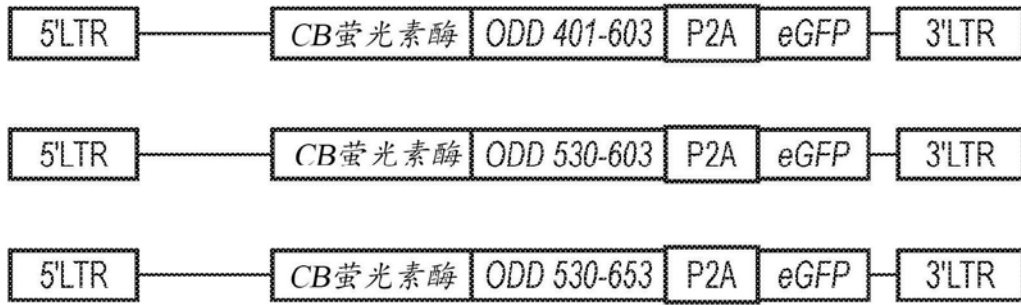 5'LTR CB萤光素酶 ODD 401-603 P2A eGFP 3'LTR
5'LTR CB萤光素酶 ODD 530-603 P2A eGFP 3'LTR
5'LTR CB萤光素酶 ODD 530-653 P2A eGFP 3'LTR